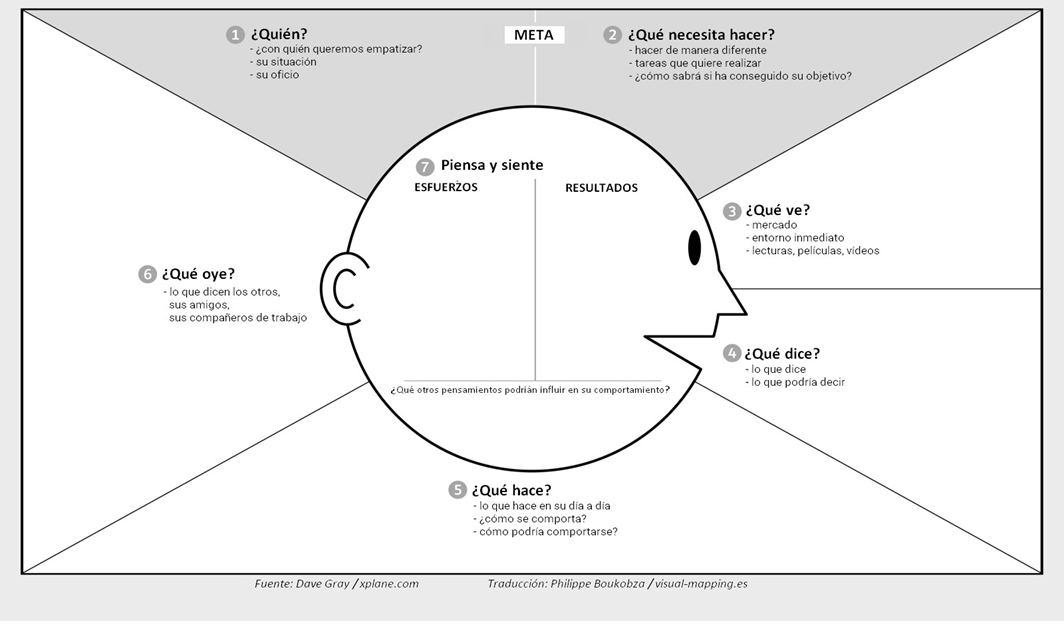 1 ¿Quién?
- ¿con quién queremos empatizar?
- su situación
- su oficio
META
2 ¿Qué necesita hacer?
- hacer de manera diferente
- tareas que quiere realizar
- ¿cómo sabrá si ha conseguido su objetivo?
7 Piensa y siente
ESFUERZOS
RESULTADOS
¿Qué otros pensamientos podrián influir en su comportamiento?
3 ¿Qué ve?
- mercado
- entorno inmediato
- lecturas, películas, vídeos
4 ¿Qué dice?
- lo que dice
- lo que podría decir
5 ¿Qué hace?
- lo que hace en su día a día
- ¿cómo se comporta?
- cómo podría comportarse?
6 ¿Qué oye?
- lo que dicen los otros,
sus amigos,
sus compañeros de trabajo
Fuente: Dave Gray / xplane.com
Traducción: Philippe Boukobza / visual-mapping.es